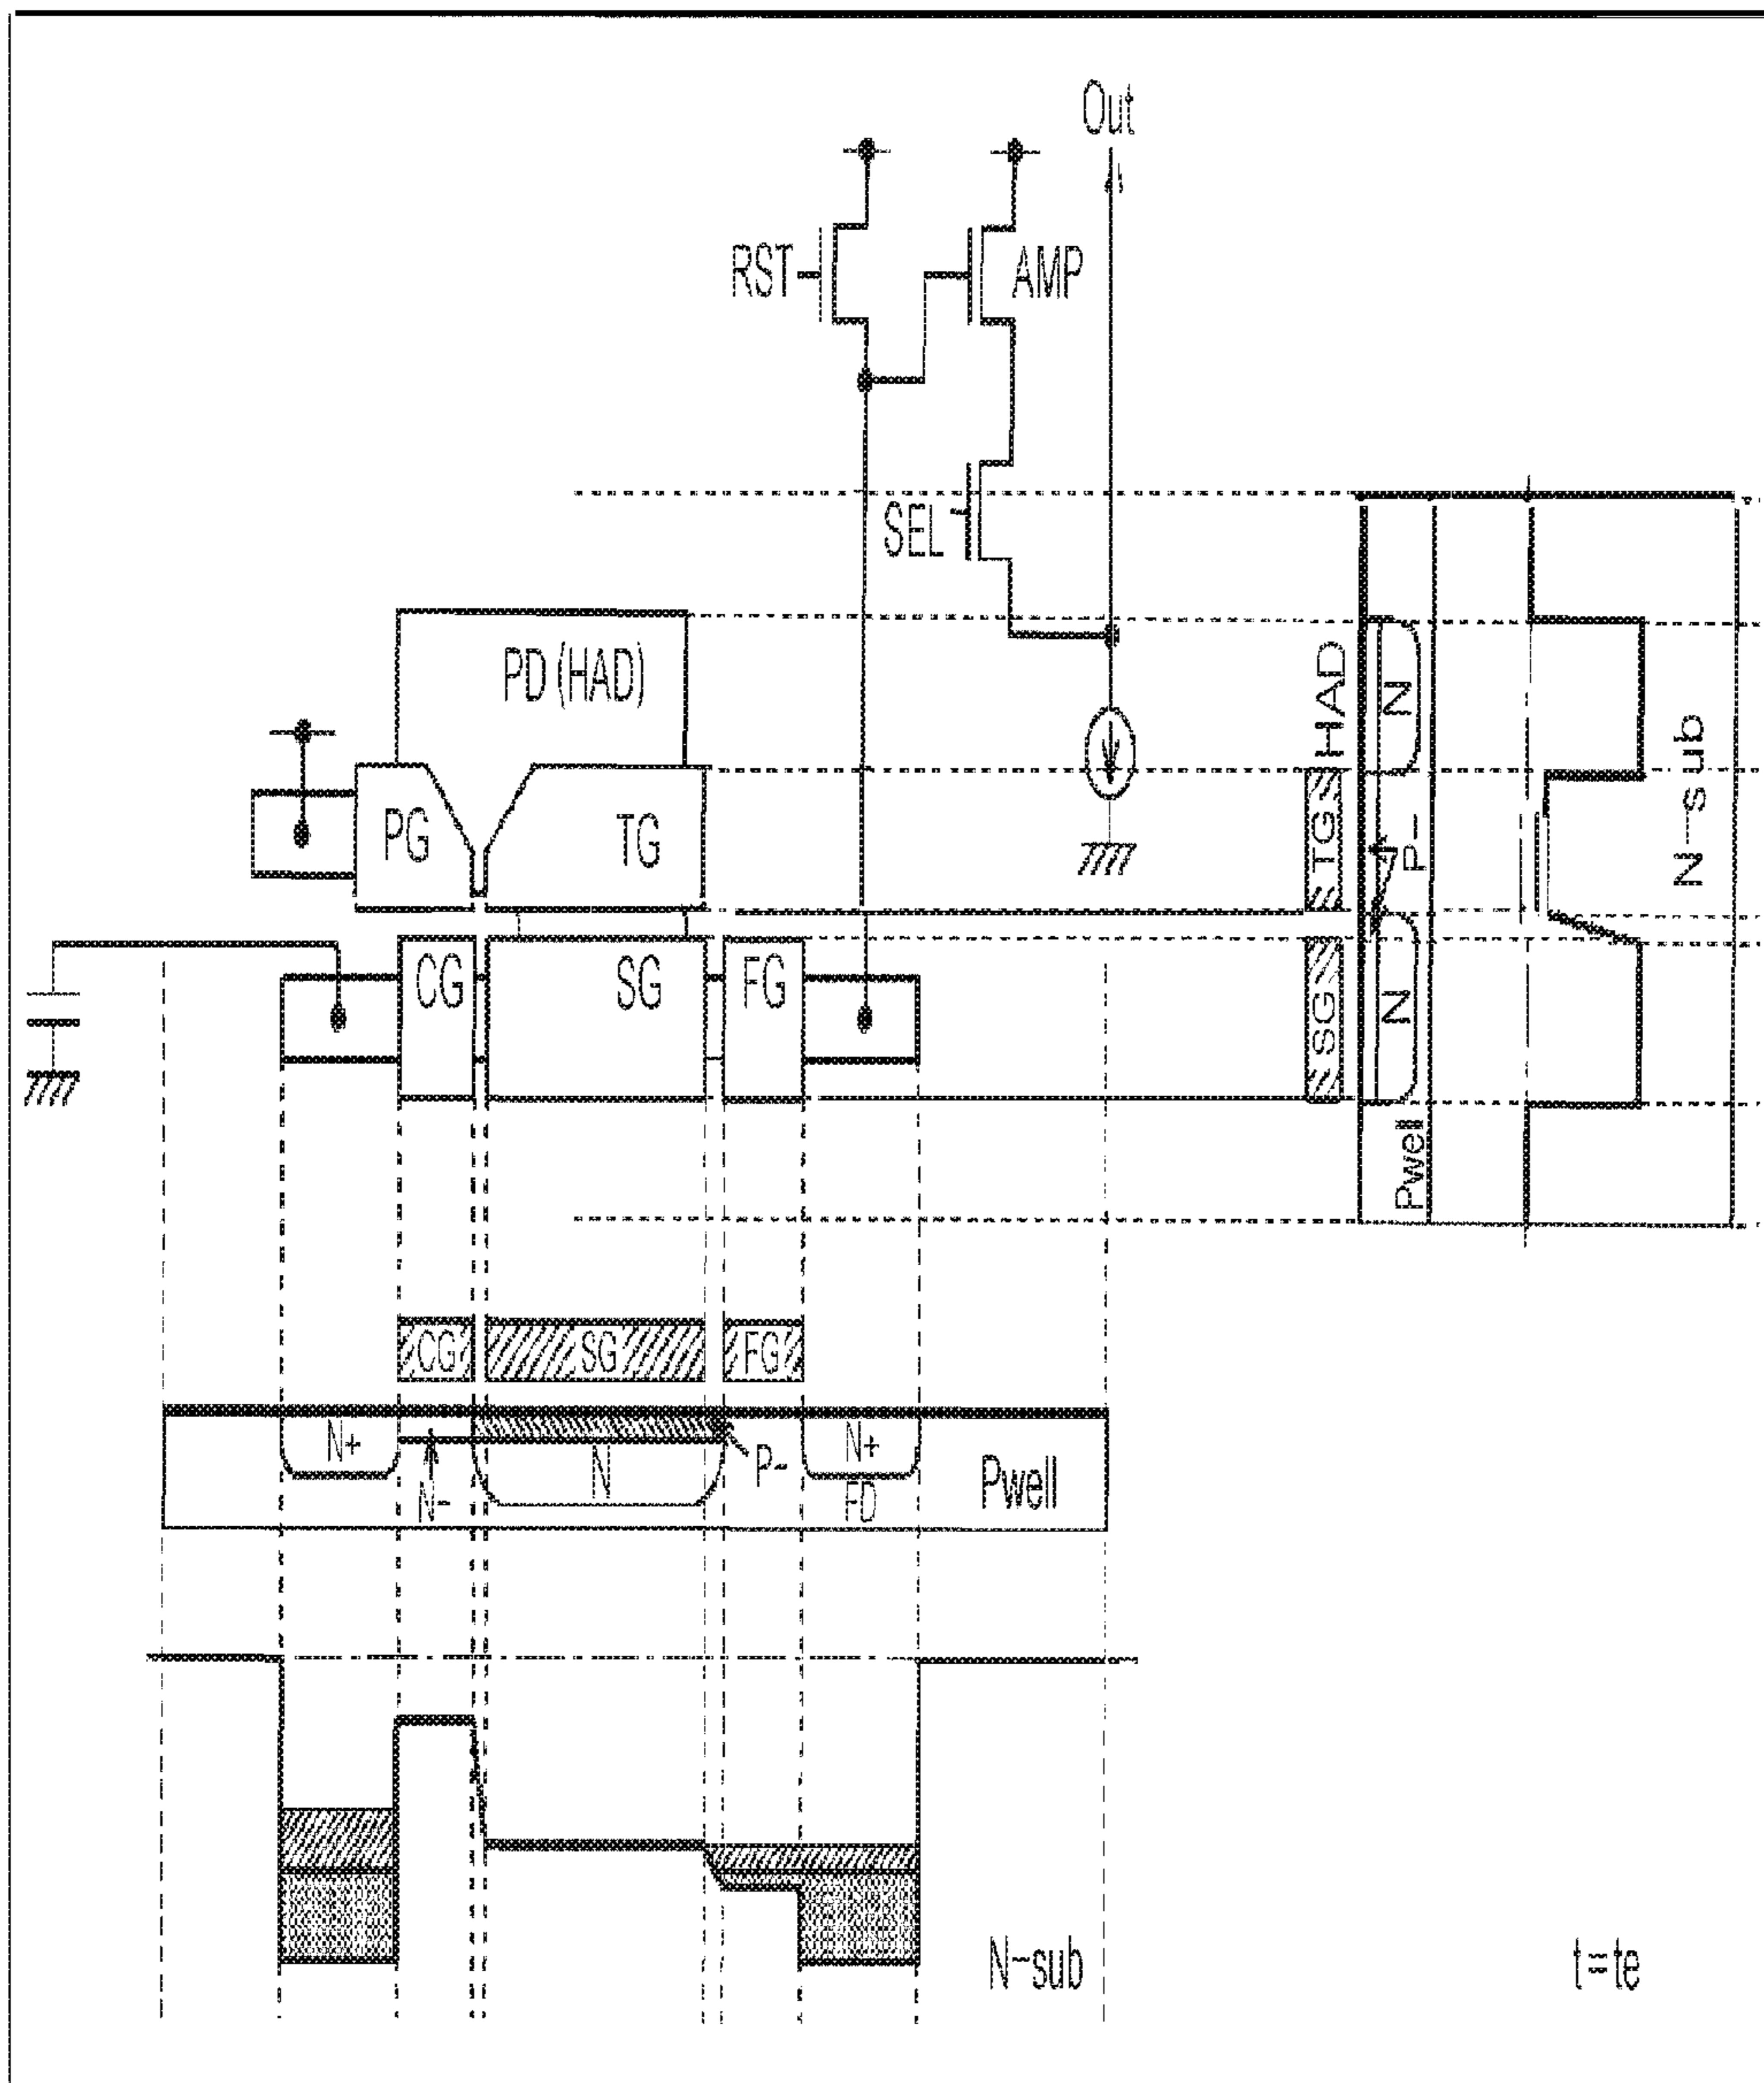 Out
RST
AMP
SEL
PD (HAD)
PG
TG
CG
SG
FG
HAD
TG
SG
N
P-
N
Pwell
N-sub
CG
SG
FG
N+
N-
N
P-
N+
FD
Pwell
N-sub
t=te